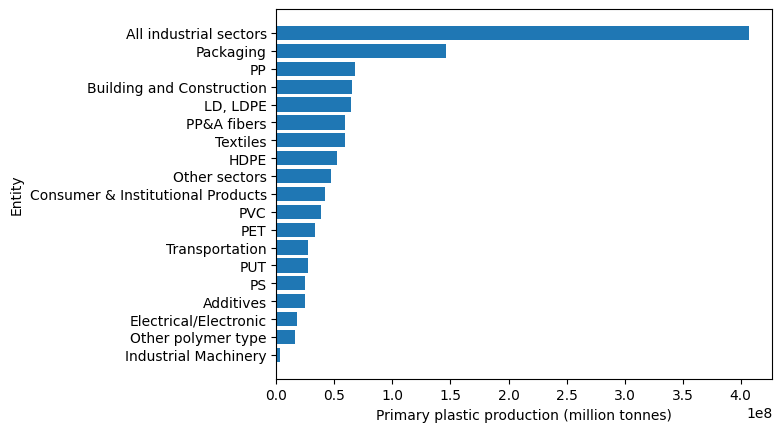 All industrial sectors
Packaging
PP
Building and Construction
LD, LDPE
PP&A fibers
Textiles
HDPE
Other sectors
Consumer & Institutional Products
PVC
PET
Transportation
PUT
PS
Additives
Electrical/Electronic
Other polymer type
Industrial Machinery
Entity
0.0 0.5 1.0 1.5 2.0 2.5 3.0 3.5 4.0
1e8
Primary plastic production (million tonnes)